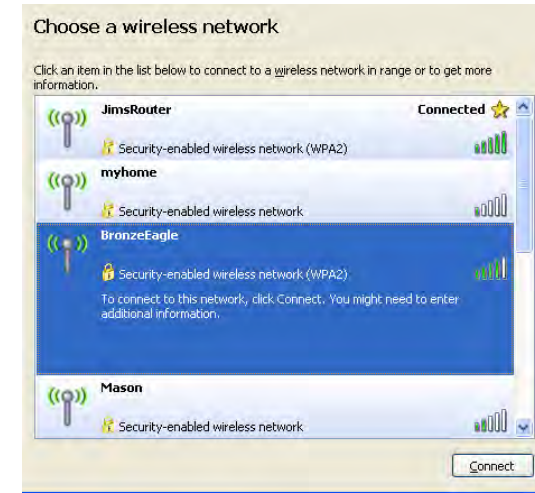 Choose a wireless network
Click an item in the list below to connect to a wireless network in range or to get more
information.
JimsRouter Connected
Security-enabled wireless network (WPA2)
myhome
Security-enabled wireless network
BronzeEagle
Security-enabled wireless network (WPA2)
To connect to this network, click Connect. You might need to enter
additional information.
Mason
Security-enabled wireless network
Connect